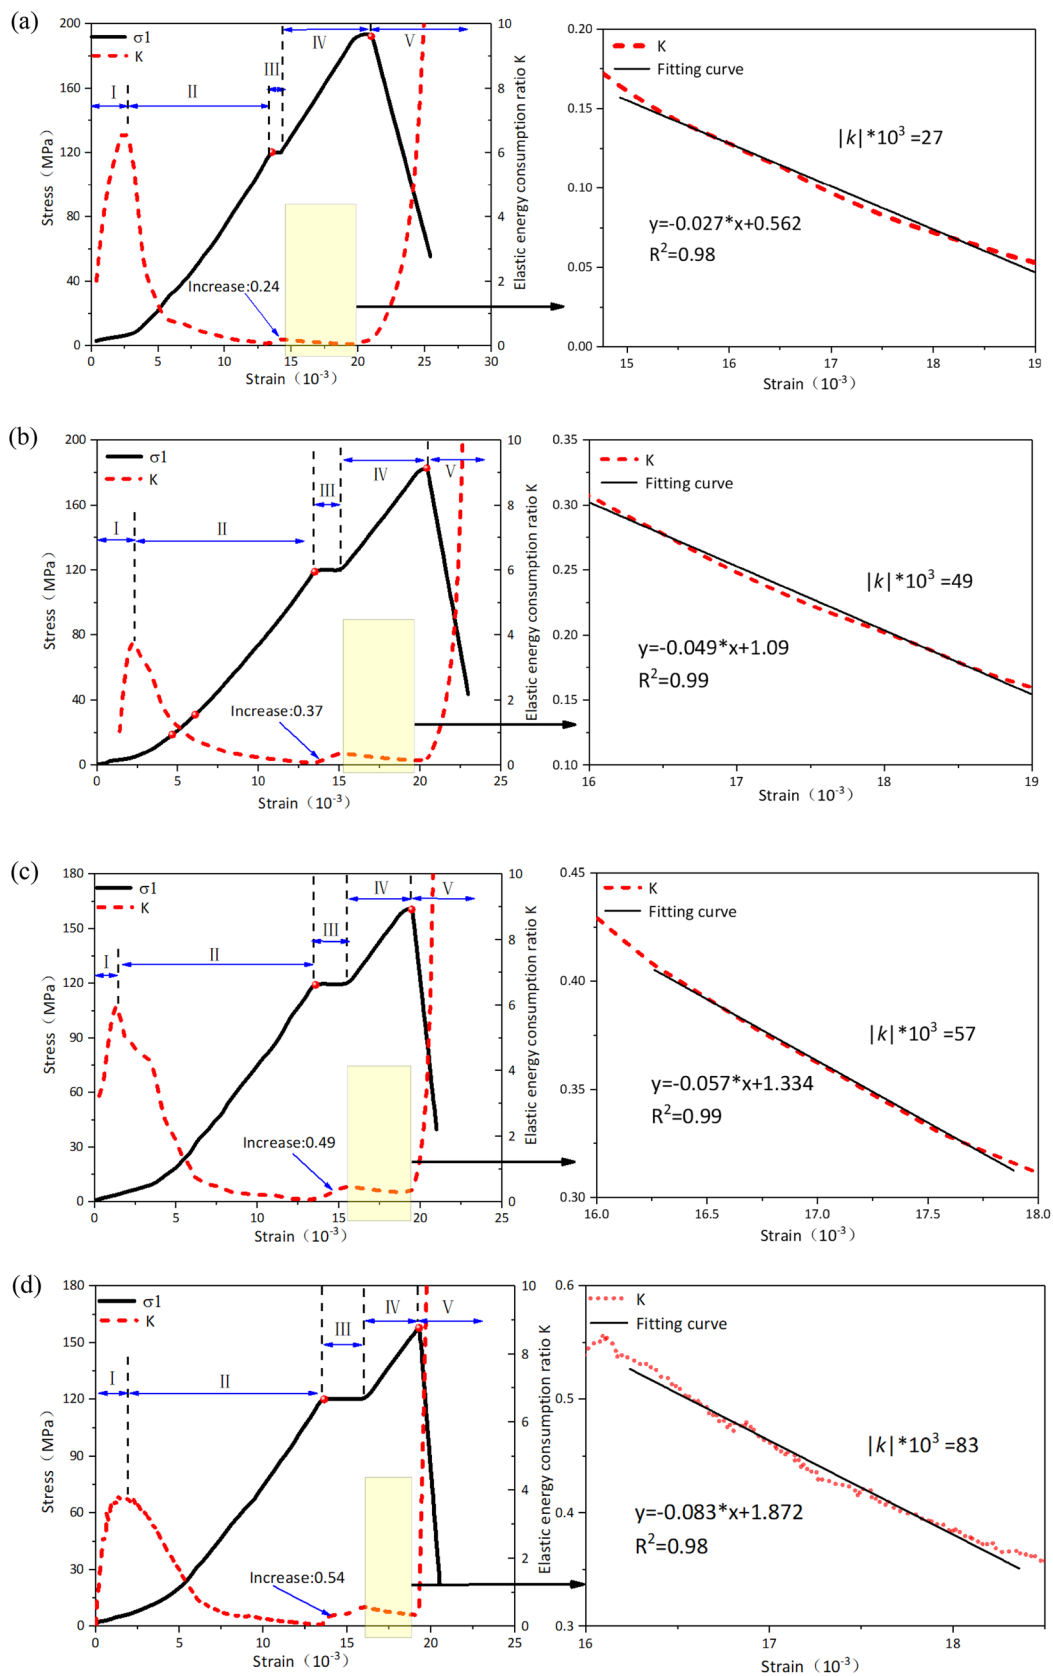 (a)
200
160
120
80
40
0
Stress（MPa）
σ1
K
I
II
III
IV
V
Increase:0.24
10
8
6
4
2
0
Elastic energy consumption ratio K
0
5
10
15
20
25
30
Strain（10-3）
0.20
0.15
0.10
0.05
0.00
K
Fitting curve
|k|*10³ =27
y=-0.027*x+0.562
R²=0.98
15
16
17
18
19
Strain（10-3）
(b)
200
160
120
80
40
0
Stress（MPa）
σ1
K
I
II
III
IV
V
Increase:0.37
10
8
6
4
2
0
Elastic energy consumption ratio K
0
5
10
15
20
25
Strain（10-3）
0.35
0.30
0.25
0.20
0.15
0.10
K
Fitting curve
|k|*10³ =49
y=-0.049*x+1.09
R²=0.99
16
17
18
19
Strain（10-3）
(c)
180
150
120
90
60
30
0
Stress（MPa）
σ1
K
I
II
III
IV
V
Increase:0.49
10
8
6
4
2
0
Elastic energy consumption ratio K
0
5
10
15
20
25
Strain（10-3）
0.45
0.40
0.35
0.30
K
Fitting curve
|k|*10³ =57
y=-0.057*x+1.334
R²=0.99
16.0
16.5
17.0
17.5
18.0
Strain（10-3）
(d)
180
150
120
90
60
30
0
Stress（MPa）
σ1
K
I
II
III
IV
V
Increase:0.54
10
8
6
4
2
0
Elastic energy consumption ratio K
0
5
10
15
20
25
Strain（10-3）
0.6
0.5
0.4
0.3
K
Fitting curve
|k|*10³ =83
y=-0.083*x+1.872
R²=0.98
16
17
18
Strain（10-3）